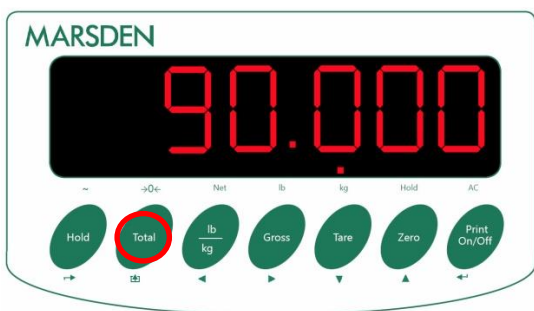 MARSDEN
90.000
~ →0← Net lb kg Hold AC
Hold Total lb/kg Gross Tare Zero Print On/Off